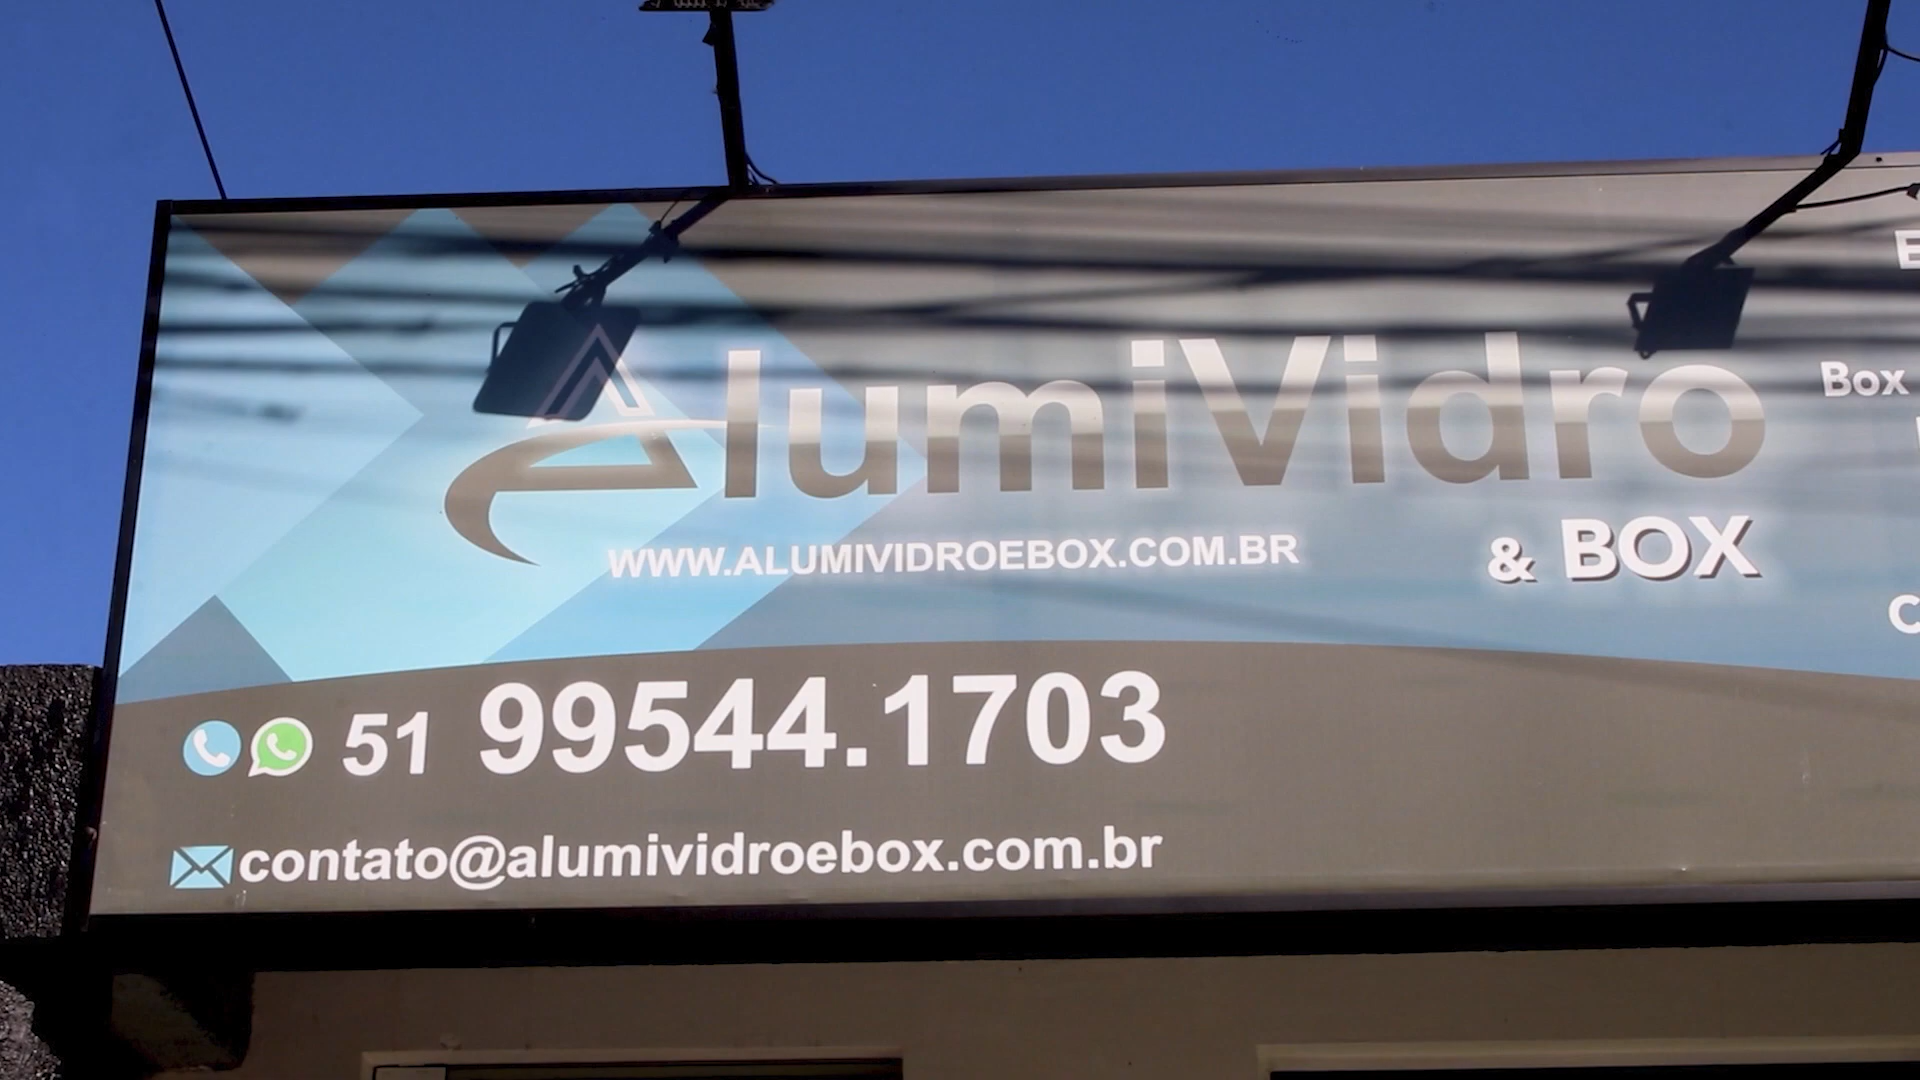 AlumiVidro
& BOX
WWW.ALUMIVIDROEBOX.COM.BR
51 99544.1703
contato@alumividroebox.com.br
Box